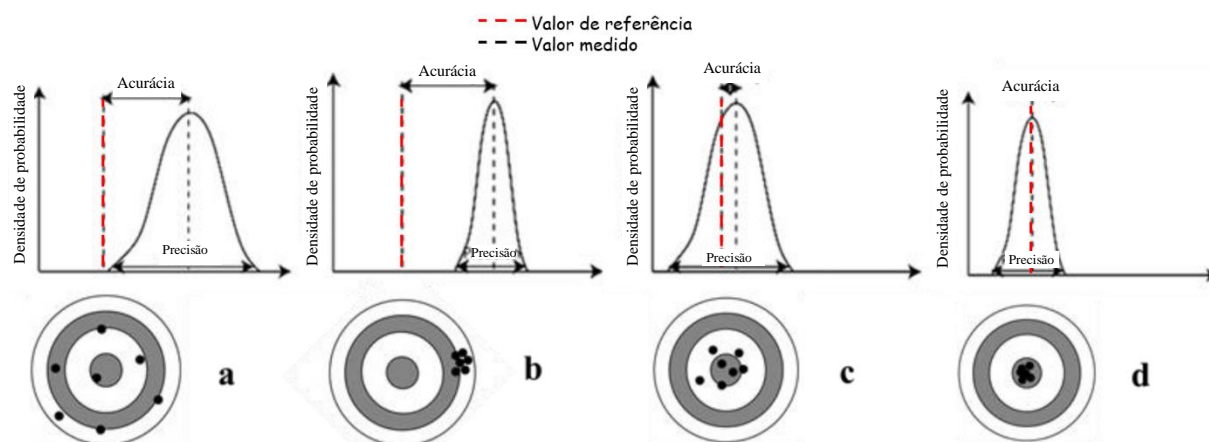 Valor de referência
Valor medido
Densidade de probabilidade
Acurácia
Precisão
a
Densidade de probabilidade
Acurácia
Precisão
b
Densidade de probabilidade
Acurácia
Precisão
c
Densidade de probabilidade
Acurácia
Precisão
d